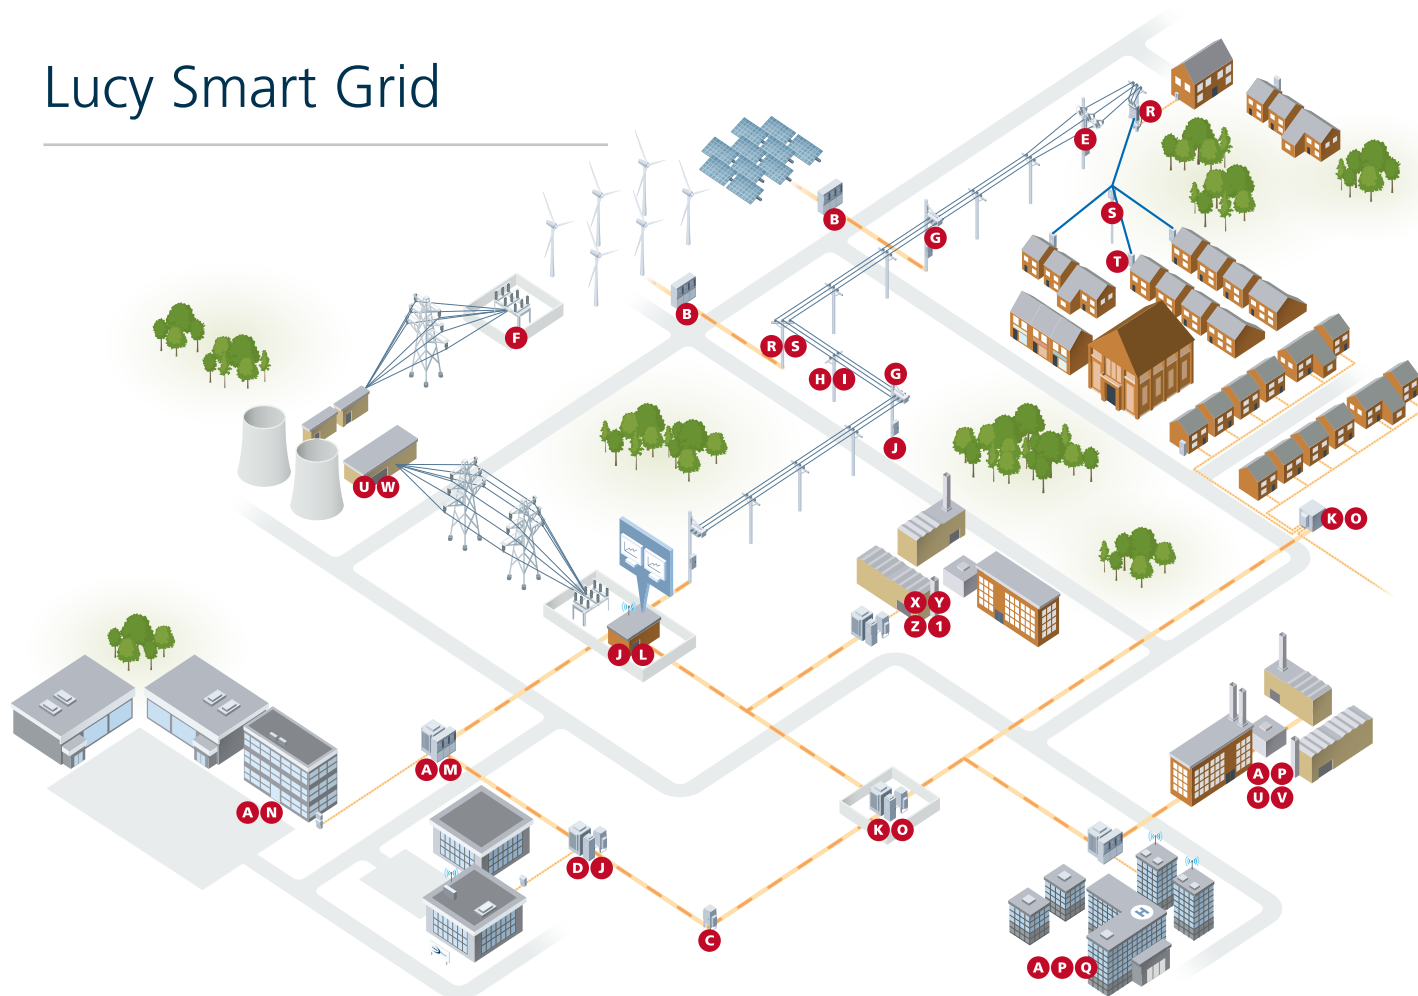 Lucy Smart Grid
R
E
B
S
G
T
B
F
R S
H I
G
J
U W
K O
X Y
Z 1
J L
A M
A P
U V
A N
K O
D J
C
A P Q
H